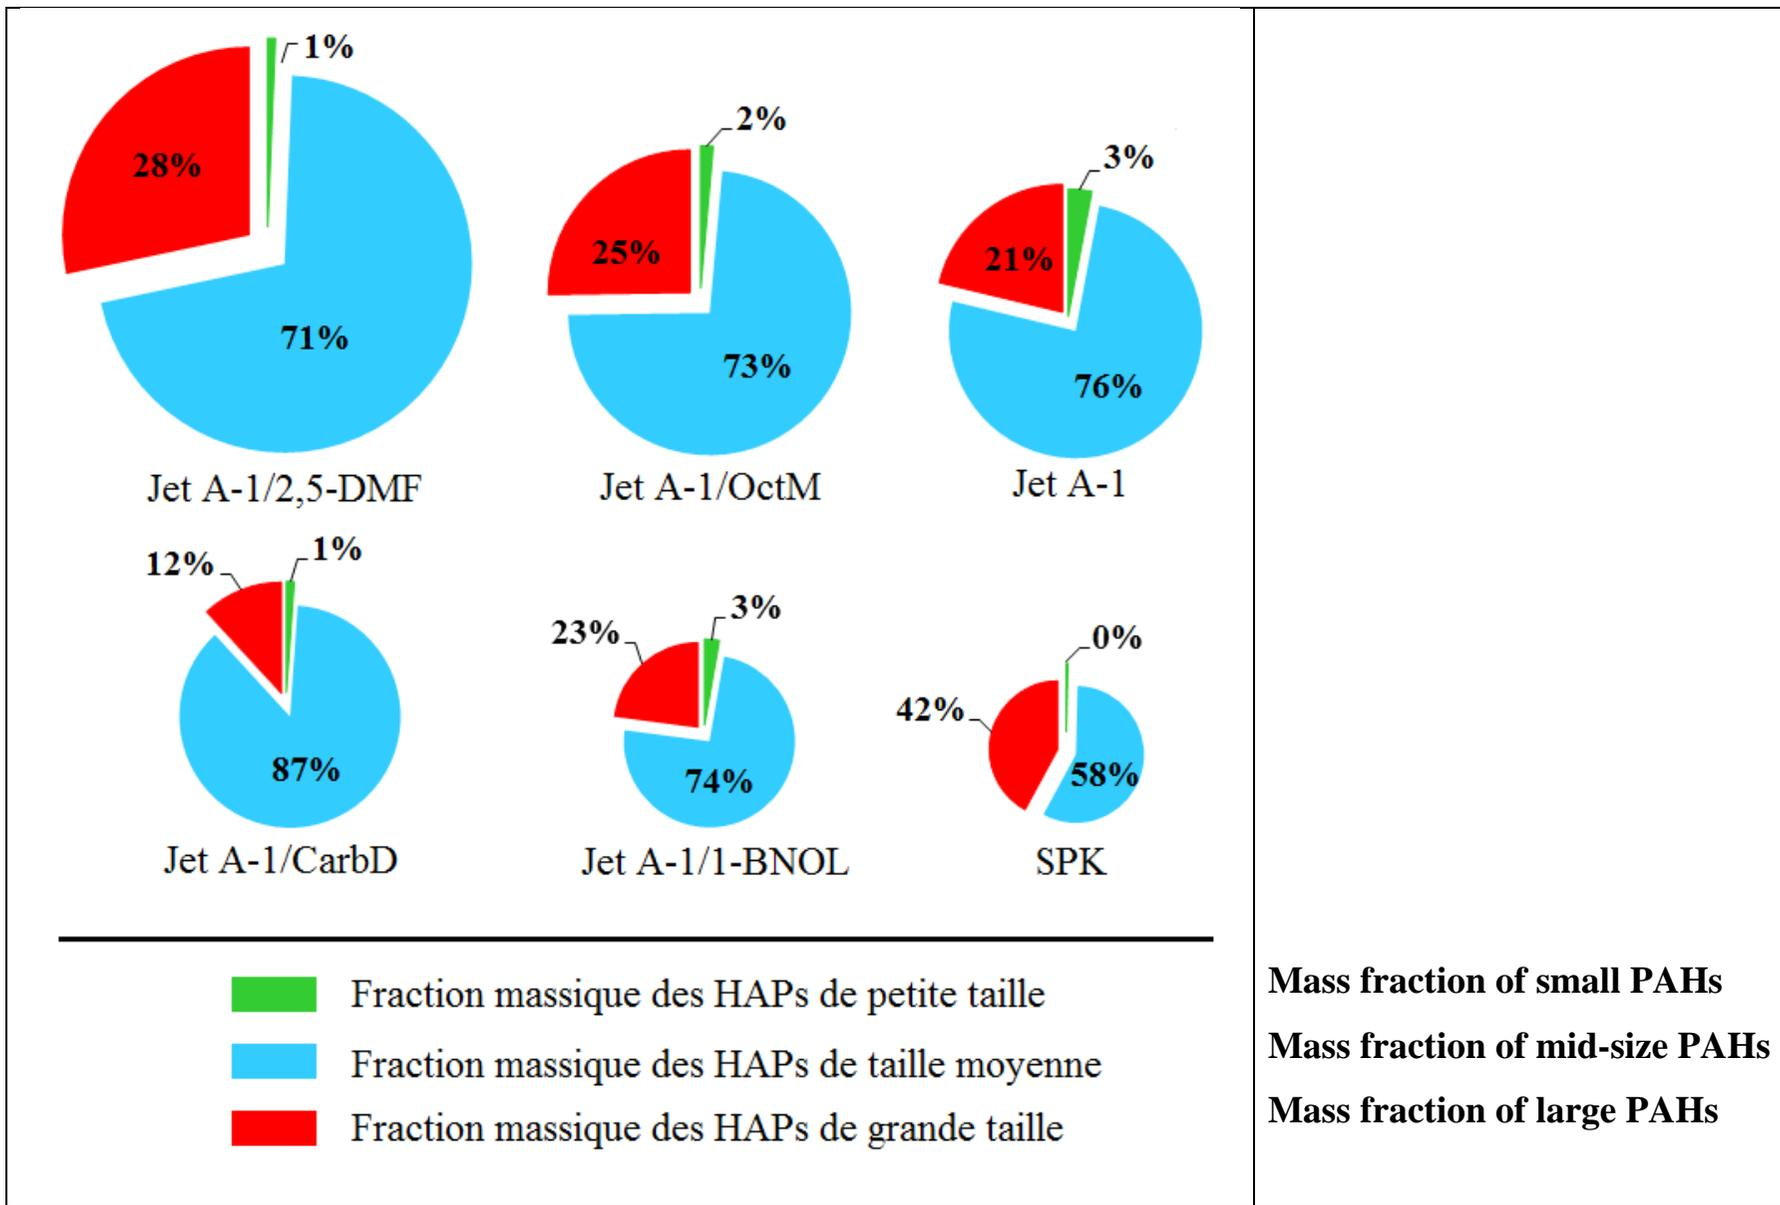 1%
28%
71%
Jet A-1/2,5-DMF
2%
25%
73%
Jet A-1/OctM
3%
21%
76%
Jet A-1
12%
1%
87%
Jet A-1/CarbD
23%
3%
74%
Jet A-1/1-BNOL
0%
42%
58%
SPK
Fraction massique des HAPs de petite taille
Fraction massique des HAPs de taille moyenne
Fraction massique des HAPs de grande taille
Mass fraction of small PAHs
Mass fraction of mid-size PAHs
Mass fraction of large PAHs